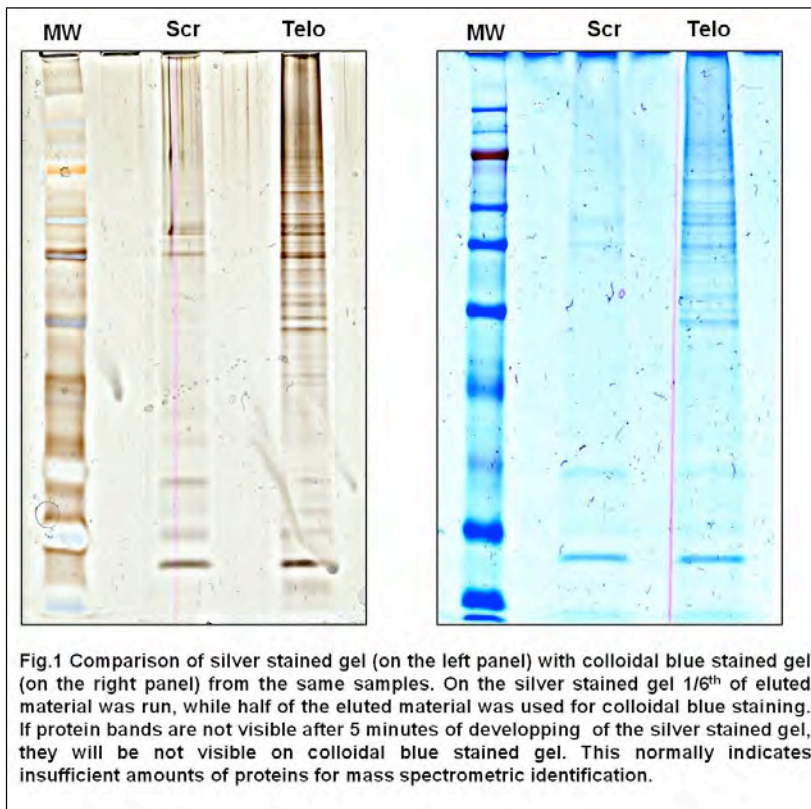 MW Scr Telo MW Scr Telo
Fig.1 Comparison of silver stained gel (on the left panel) with colloidal blue stained gel
(on the right panel) from the same samples. On the silver stained gel 1/6th of eluted
material was run, while half of the eluted material was used for colloidal blue staining.
If protein bands are not visible after 5 minutes of developping of the silver stained gel,
they will be not visible on colloidal blue stained gel. This normally indicates
insufficient amounts of proteins for mass spectrometric identification.